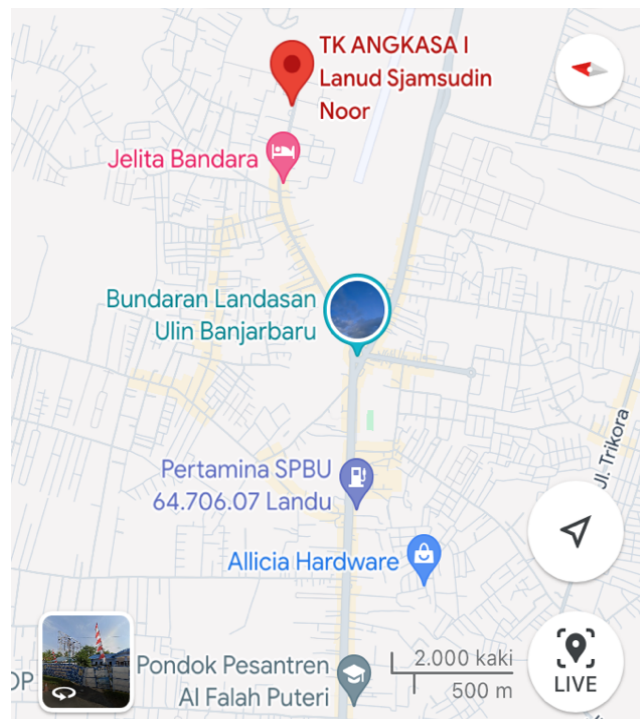 TK ANGKASA I
Lanud Sjamsudin
Noor
Jelita Bandara
Bundaran Landasan
Ulin Banjarbaru
Jl. Trikora
Pertamina SPBU
64.706.07 Landu
Allicia Hardware
2.000 kaki
500 m
LIVE
OP
Pondok Pesantren
Al Falah Puteri